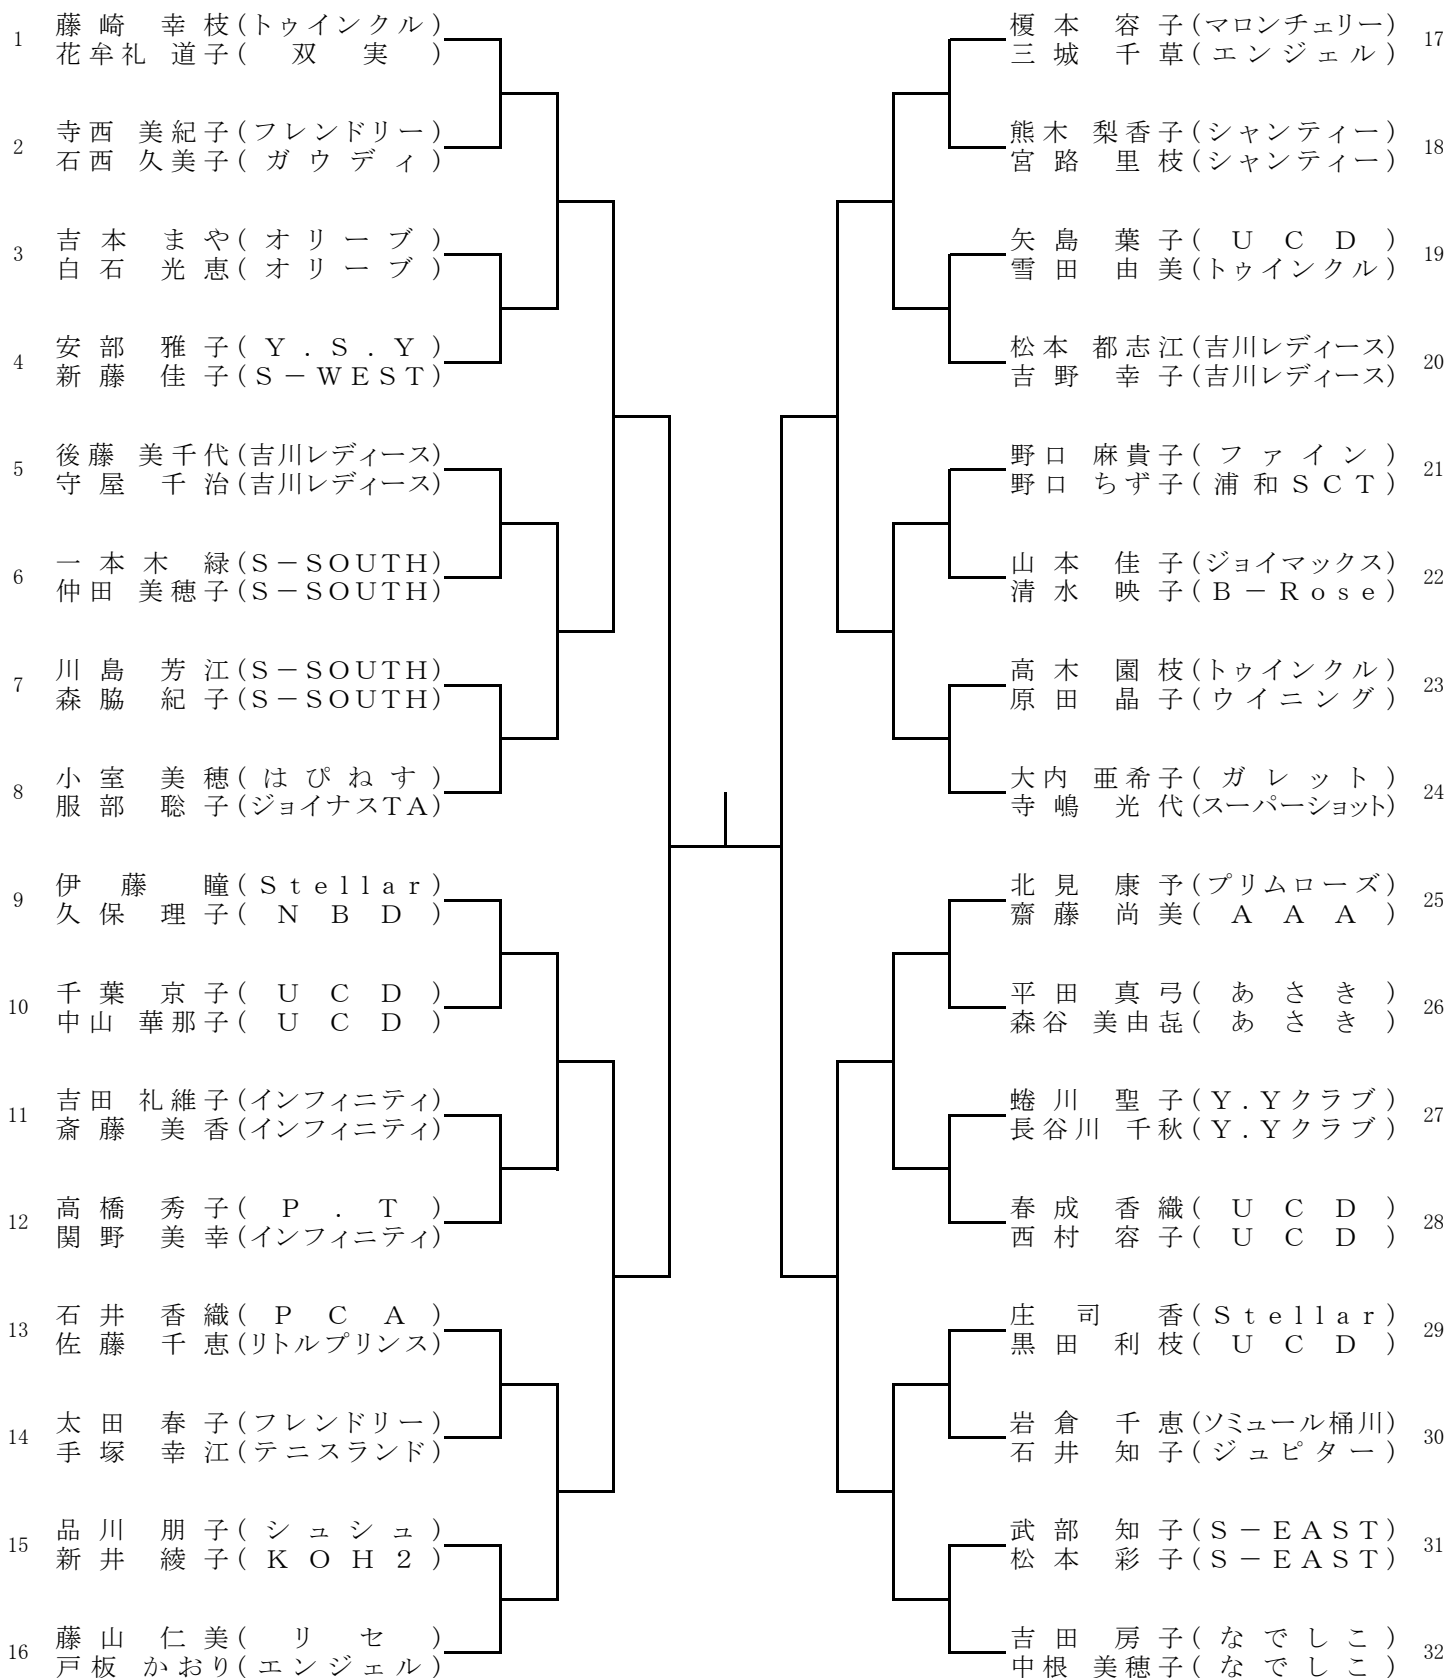 1 藤崎 幸枝(トゥインクル)
花牟礼 道子(双実)
2 寺西 美紀子(フレンドリー)
石西 久美子(ガウディ)
3 吉本 まや(オリーブ)
白石 光恵(オリーブ)
4 安部 雅子(Y.S.Y)
新藤 佳子(S-WEST)
5 後藤 美千代(吉川レディース)
守屋 千治(吉川レディース)
6 一本木 緑(S-SOUTH)
仲田 美穂子(S-SOUTH)
7 川島 芳江(S-SOUTH)
森脇 紀子(S-SOUTH)
8 小室 美穂(はぴねす)
服部 聡子(ジョイナスTA)
9 伊藤 瞳(Stellar)
久保 理子(NBD)
10 千葉 京子(UCD)
中山 華那子(UCD)
11 吉田 礼維子(インフィニティ)
斎藤 美香(インフィニティ)
12 高橋 秀子(P.T)
関野 美幸(インフィニティ)
13 石井 香織(PCA)
佐藤 千恵(リトルプリンス)
14 太田 春子(フレンドリー)
手塚 幸江(テニスランド)
15 品川 朋子(シュシュ)
新井 綾子(KOH2)
16 藤山 仁美(リセ)
戸板 かおり(エンジェル)
榎本 容子(マロンチェリー) 17
三城 千草(エンジェル)
熊木 梨香子(シャンティー) 18
宮路 里枝(シャンティー)
矢島 葉子(UCD) 19
雪田 由美(トゥインクル)
松本 都志江(吉川レディース) 20
吉野 幸子(吉川レディース)
野口 麻貴子(ファイン) 21
野口 ちず子(浦和SCT)
山本 佳子(ジョイマックス) 22
清水 映子(B-Rose)
高木 園枝(トゥインクル) 23
原田 晶子(ウイニング)
大内 亜希子(ガレット) 24
寺嶋 光代(スーパーショット)
北見 康予(プリムローズ) 25
齋藤 尚美(AAA)
平田 真弓(あさき) 26
森谷 美由㐂(あさき)
蜷川 聖子(Y.Yクラブ) 27
長谷川 千秋(Y.Yクラブ)
春成 香織(UCD) 28
西村 容子(UCD)
庄司 香(Stellar) 29
黒田 利枝(UCD)
岩倉 千恵(ソミュール桶川) 30
石井 知子(ジュピター)
武部 知子(S-EAST) 31
松本 彩子(S-EAST)
吉田 房子(なでしこ) 32
中根 美穂子(なでしこ)